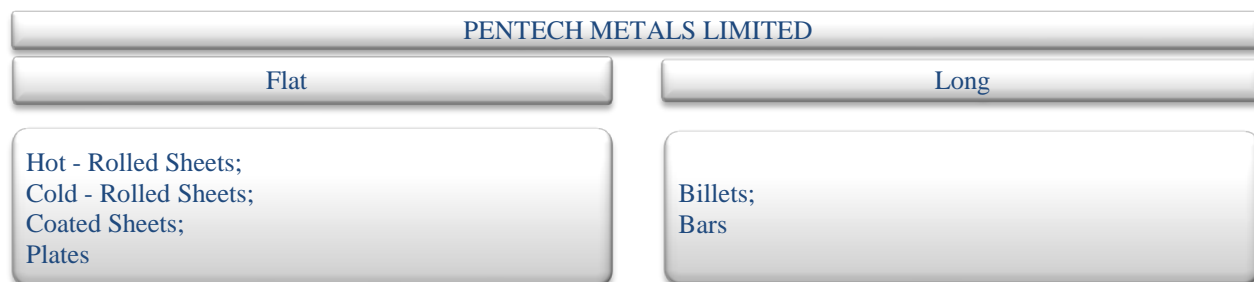 PENTECH METALS LIMITED
Flat
Long
Hot - Rolled Sheets;
Cold - Rolled Sheets;
Coated Sheets;
Plates
Billets;
Bars